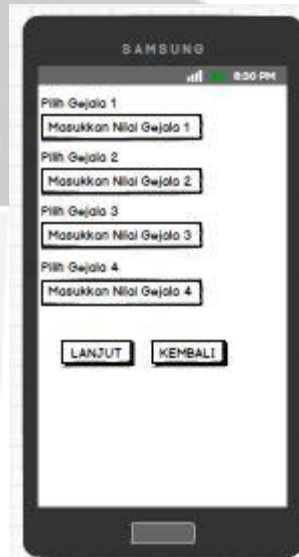 SAMSUNG
8:30 PM
Pilih Gejala 1
Masukkan Nilai Gejala 1
Pilih Gejala 2
Masukkan Nilai Gejala 2
Pilih Gejala 3
Masukkan Nilai Gejala 3
Pilih Gejala 4
Masukkan Nilai Gejala 4
LANJUT KEMBALI